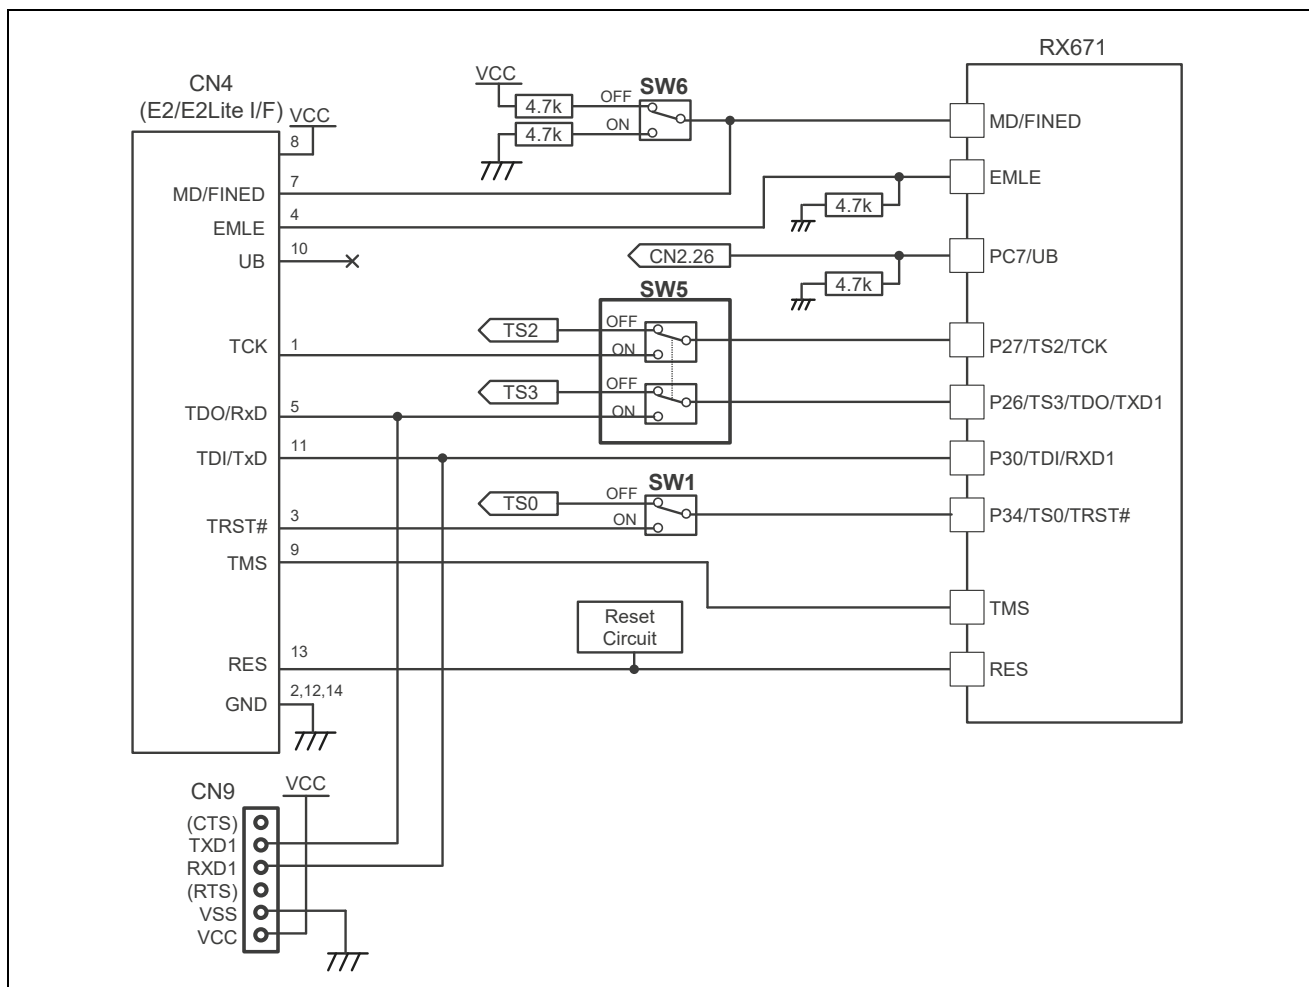 RX671
CN4
(E2/E2Lite I/F)
VCC
8
VCC
OFF
SW6
4.7k
ON
4.7k
MD/FINED
MD/FINED
7
EMLE
4
EMLE
4.7k
UB
10
CN2.26
PC7/UB
4.7k
SW5
TS2
OFF
TCK
1
ON
P27/TS2/TCK
TS3
OFF
TDO/RxD
5
ON
P26/TS3/TDO/TXD1
TDI/TxD
11
P30/TDI/RXD1
SW1
TS0
OFF
TRST#
3
ON
P34/TS0/TRST#
TMS
9
Reset
Circuit
TMS
RES
13
RES
GND
2,12,14
CN9
VCC
(CTS)
TXD1
RXD1
(RTS)
VSS
VCC